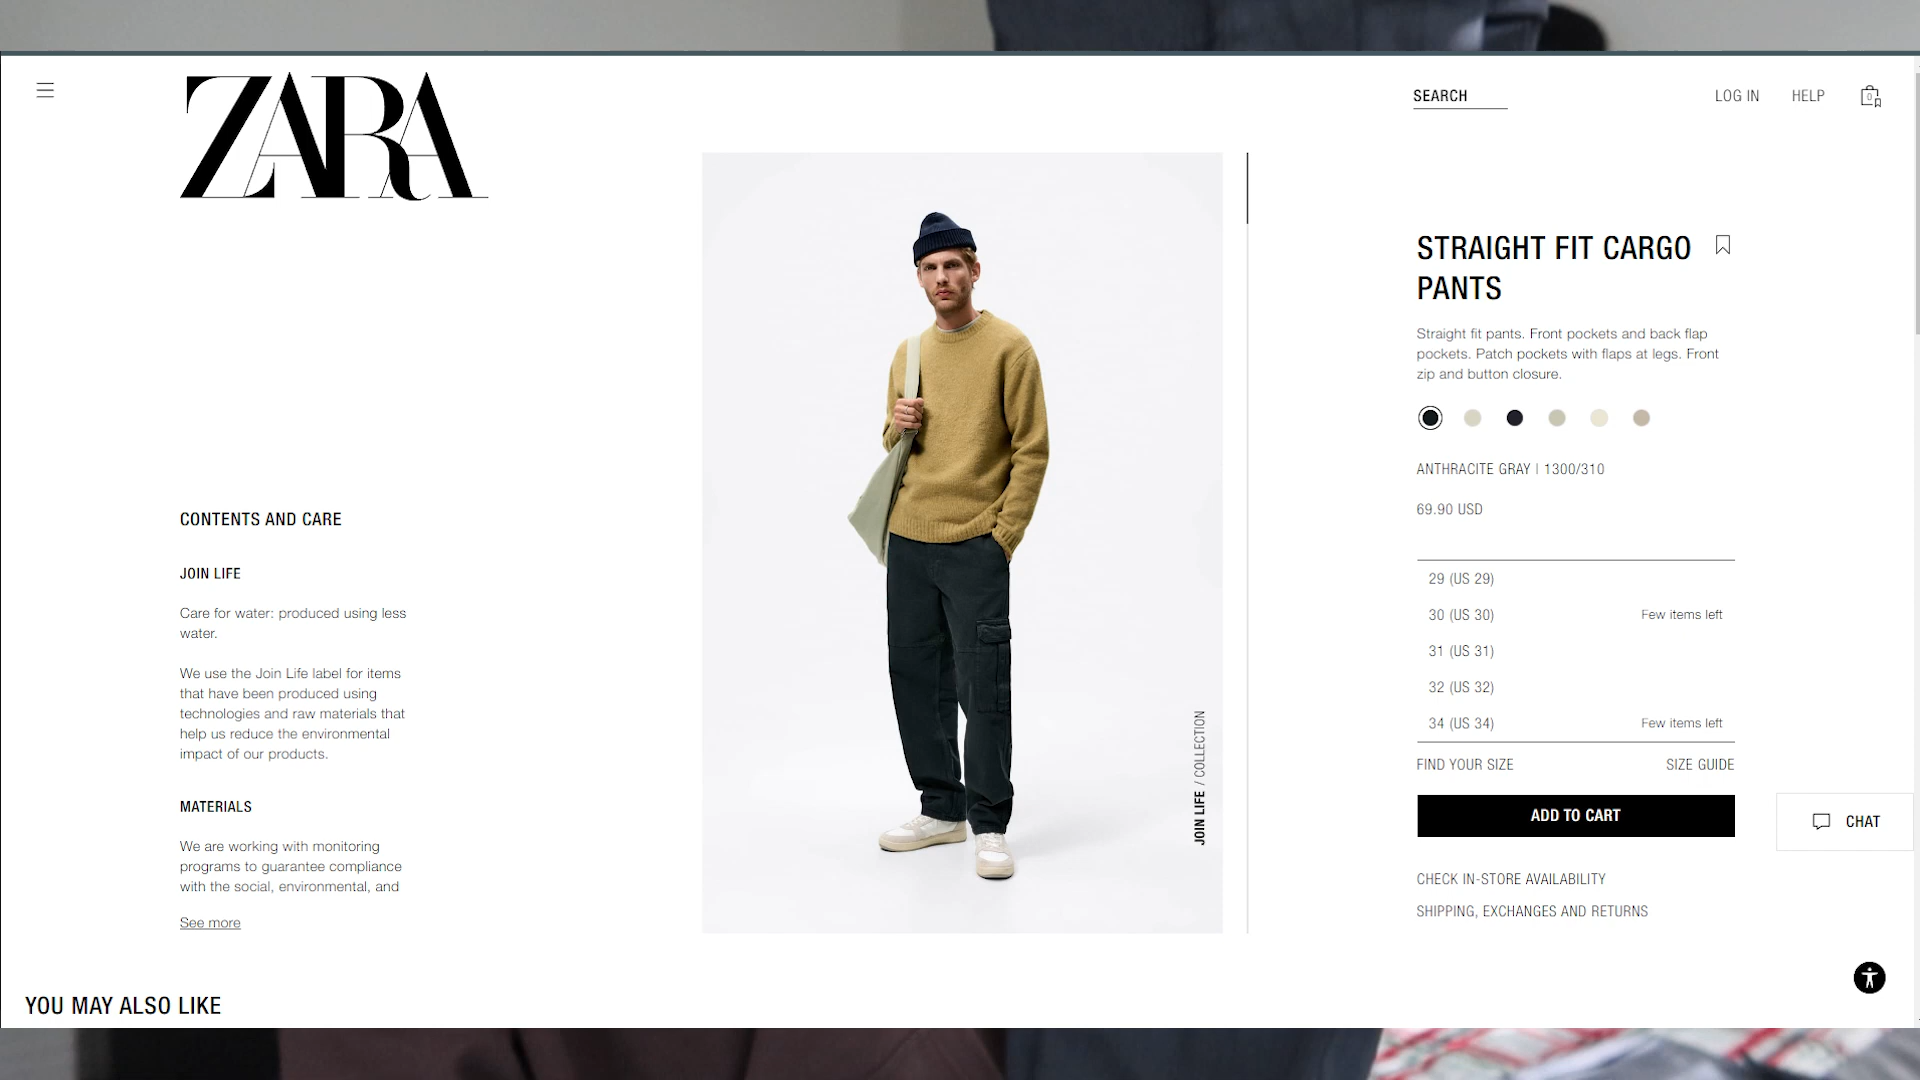 ZARA
SEARCH
LOG IN
HELP
0
STRAIGHT FIT CARGO
PANTS
Straight fit pants. Front pockets and back flap
pockets. Patch pockets with flaps at legs. Front
zip and button closure.
ANTHRACITE GRAY | 1300/310
69.90 USD
29 (US 29)
30 (US 30) Few items left
31 (US 31)
32 (US 32)
34 (US 34) Few items left
FIND YOUR SIZE SIZE GUIDE
ADD TO CART
CHAT
CHECK IN-STORE AVAILABILITY
SHIPPING, EXCHANGES AND RETURNS
JOIN LIFE / COLLECTION
CONTENTS AND CARE
JOIN LIFE
Care for water: produced using less
water.
We use the Join Life label for items
that have been produced using
technologies and raw materials that
help us reduce the environmental
impact of our products.
MATERIALS
We are working with monitoring
programs to guarantee compliance
with the social, environmental, and
See more
YOU MAY ALSO LIKE